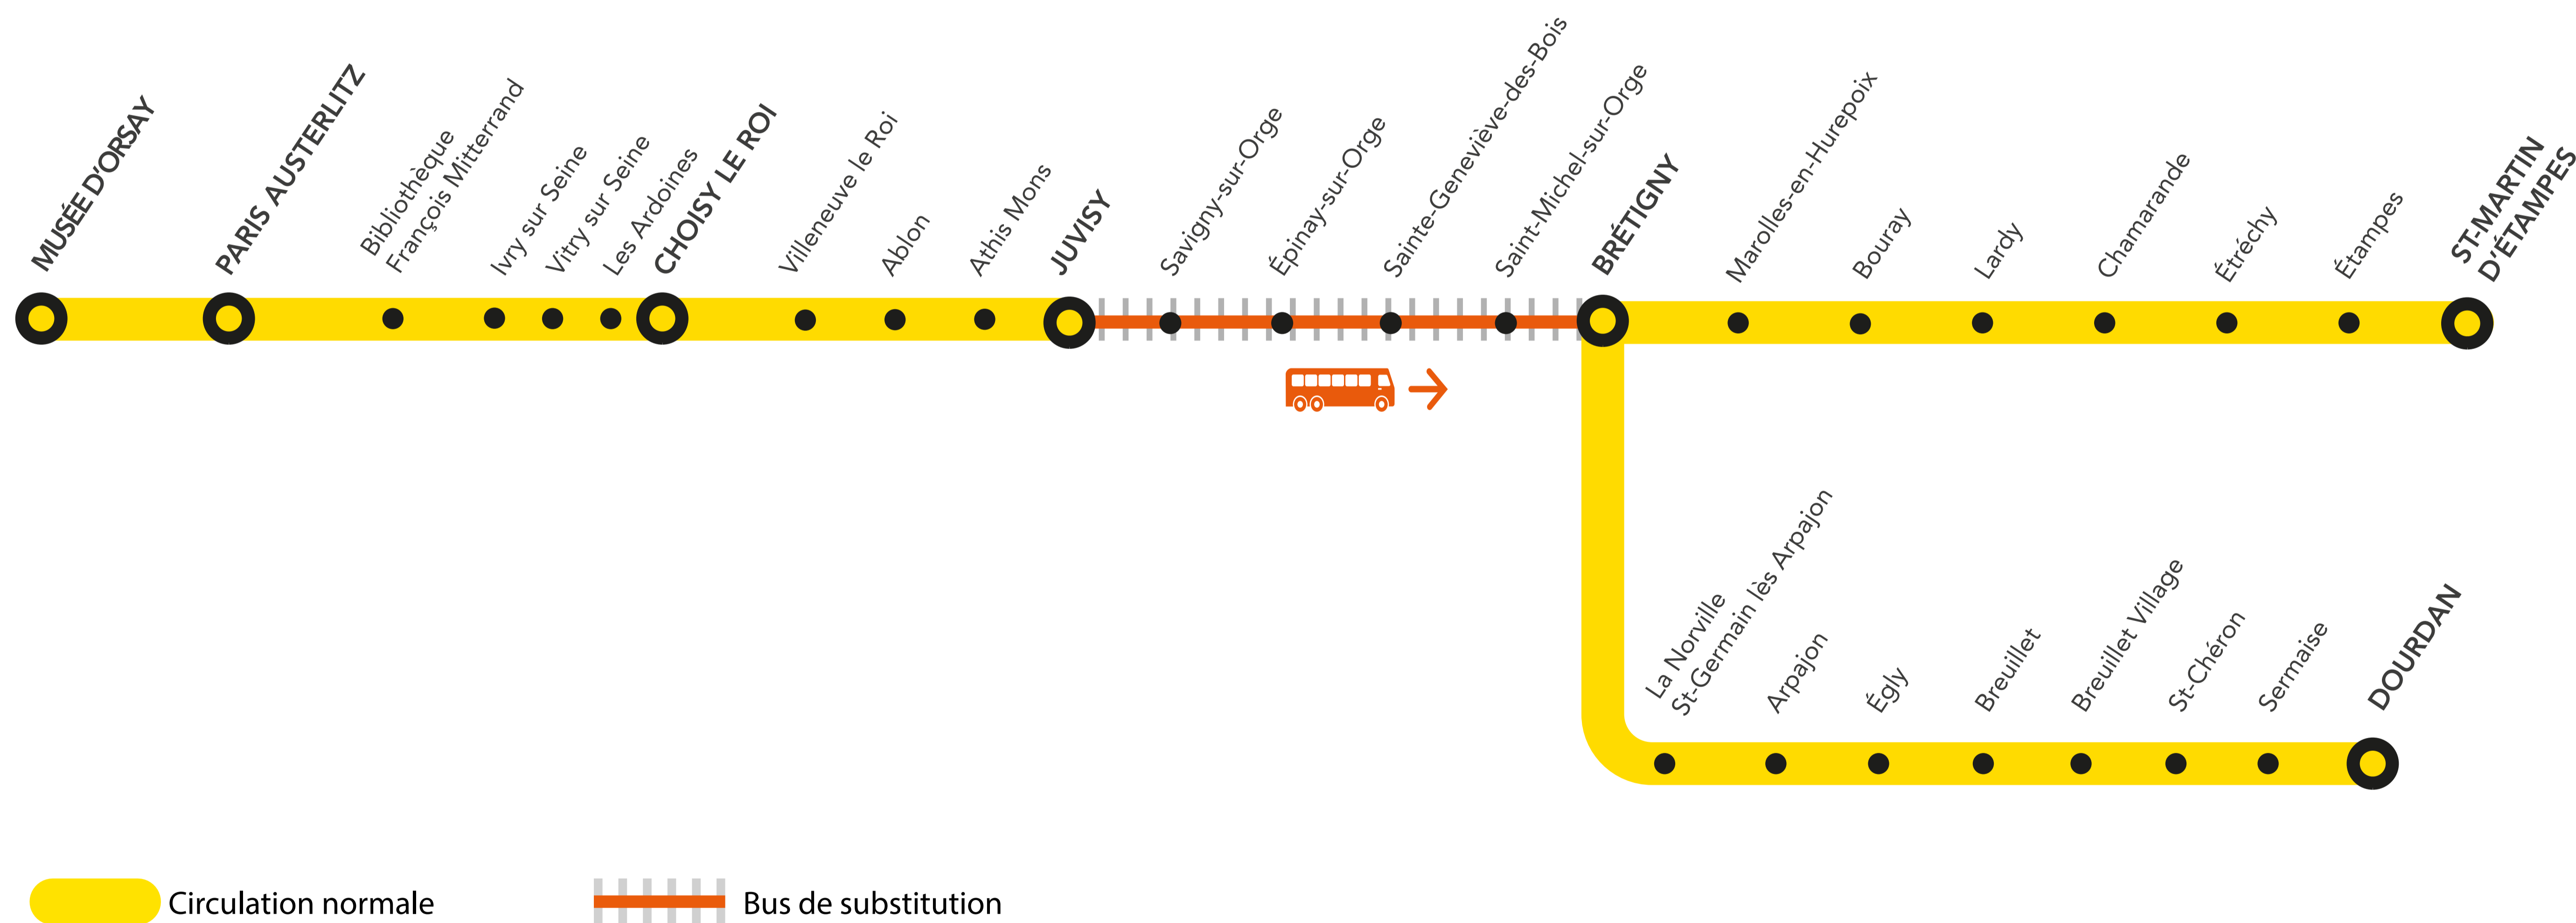 MUSÉE D'ORSAY
PARIS AUSTERLITZ
Bibliothèque
François Mitterrand
Ivry sur Seine
Vitry sur Seine
Les Ardoines
CHOISY LE ROI
Villeneuve le Roi
Ablon
Athis Mons
JUVISY
Savigny-sur-Orge
Épinay-sur-Orge
Sainte-Geneviève-des-Bois
Saint-Michel-sur-Orge
BRÉTIGNY
Marolles-en-Hurepoix
Bouray
Lardy
Chamarande
Étréchy
Étampes
ST-MARTIN
D'ÉTAMPES
La Norville
St-Germain lès Arpajon
Arpajon
Égly
Breuillet
Breuillet Village
St-Chéron
Sermaise
DOURDAN
Circulation normale
Bus de substitution